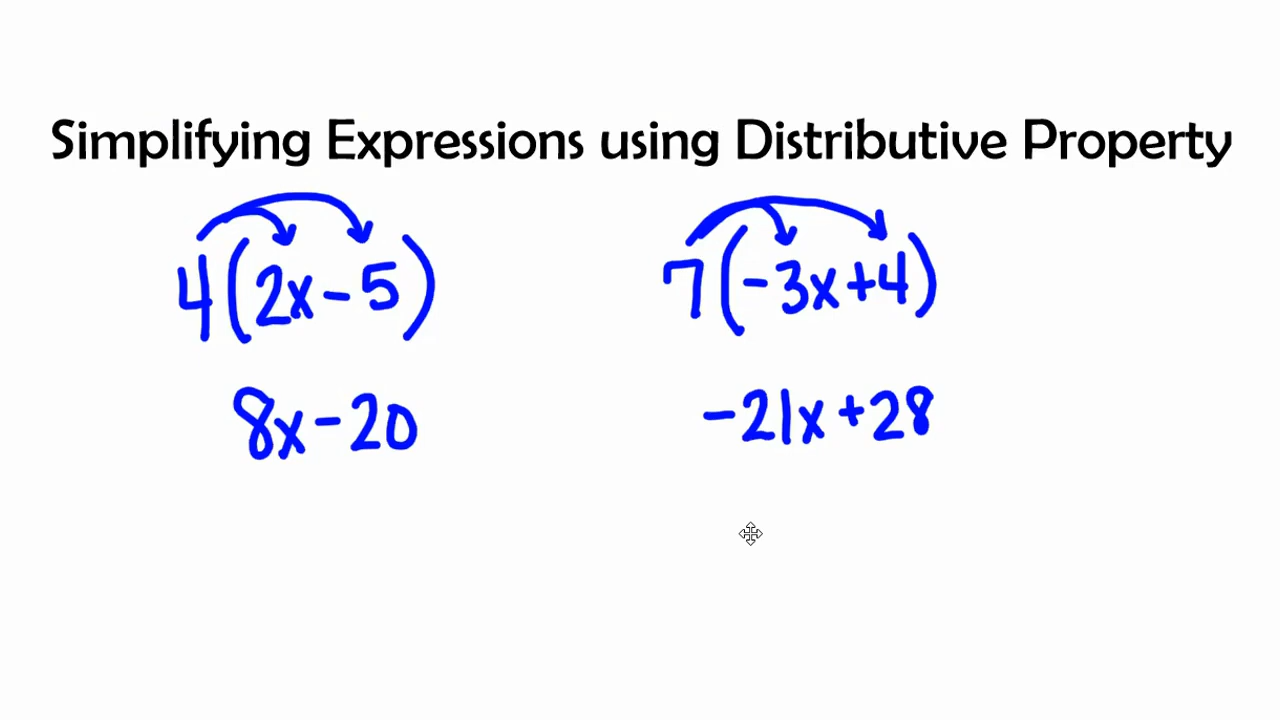 Simplifying Expressions using Distributive Property
4(2x-5) 7(-3x+4)
8x-20 -21x+28